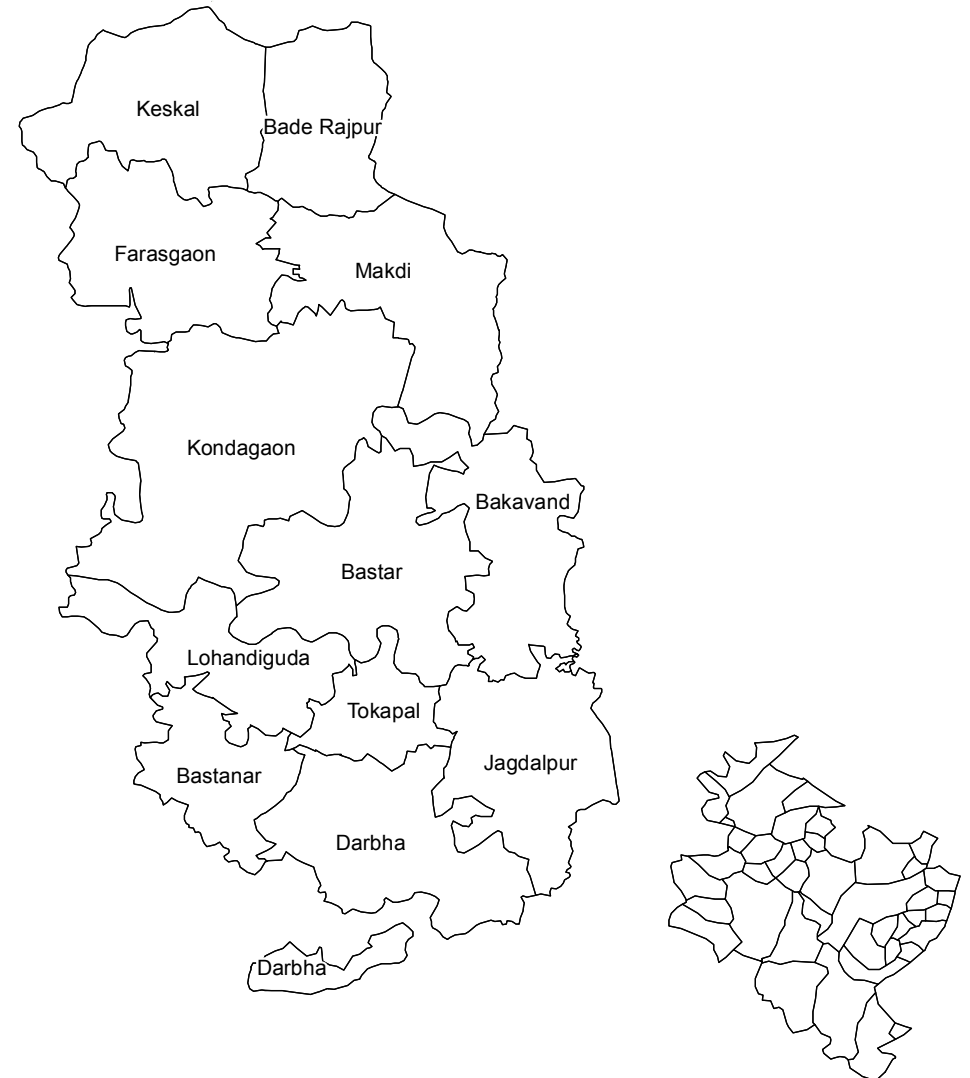 Keskal
Bade Rajpur
Farasgaon
Makdi
Kondagaon
Bakavand
Bastar
Lohandiguda
Tokapal
Jagdalpur
Bastanar
Darbha
Darbha